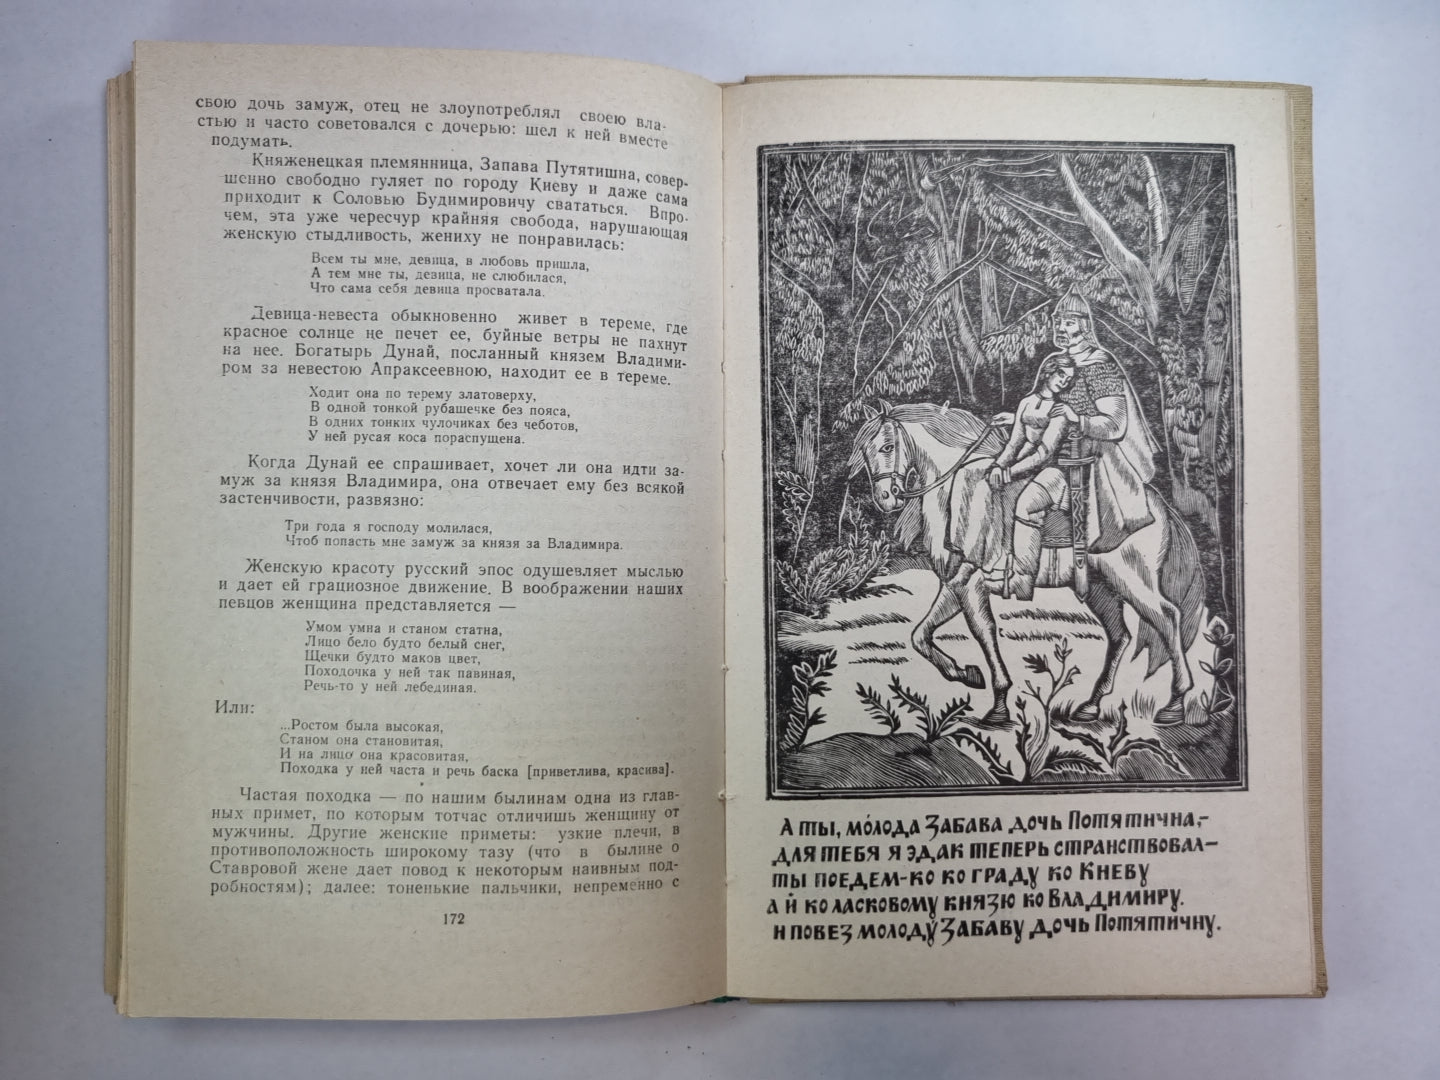 свою дочь замуж, отец не злоупотреблял своею вла-
стью и часто советовался с дочерью: шел к ней вместе
подумать.
Княженецкая племянница, Запава Путятишна, совер-
шенно свободно гуляет по городу Киеву и даже сама
приходит к Соловью Будимировичу свататься. Впро-
чем, эта уже чересчур крайняя свобода, нарушающая
женскую стыдливость, жениху не понравилась:
Всем ты мне, девица, в любовь пришла,
А тем мне ты, девица, не слюбилася,
Что сама себя девица просватала.
Девица-невеста обыкновенно живет в тереме, где
красное солнце не печет ее, буйные ветры не пахнут
на нее. Богатырь Дунай, посланный князем Владими-
ром за невестою Апраксеевною, находит ее в тереме.
Ходит она по терему златоверху,
В одной тонкой рубашечке без пояса,
В одних тонких чулочиках без чеботов,
У ней русая коса пораспущена.
Когда Дунай ее спрашивает, хочет ли она идти за-
муж за князя Владимира, она отвечает ему без всякой
застенчивости, развязно:
Три года я господу молилася,
Чтоб попасть мне замуж за князя за Владимира.
Женскую красоту русский эпос одушевляет мыслью
и дает ей грациозное движение. В воображении наших
певцов женщина представляется —
Умом умна и станом статна,
Лицо бело будто белый снег,
Щечки будто маков цвет,
Походочка у ней так павиная,
Речь-то у ней лебединая.
Или:
...Ростом была высокая,
Станом она становитая,
И на лицо она красовитая,
Походка у ней часта и речь баска [приветлива, красива].
Частая походка — по нашим былинам одна из глав-
ных примет, по которым тотчас отличишь женщину от
мужчины. Другие женские приметы: узкие плечи, в
противоположность широкому тазу (что в былине о
Ставровой жене дает повод к некоторым наивным под-
робностям); далее: тоненькие пальчики, непременно с
172
А ты, молода Забава дочь Потятична,-
для тебя я эдак теперь странствовал-
ты поедем-ко ко граду ко Киеву
а й ко ласковому князю ко Владимиру.
и повез молоду Забаву дочь Потятичну.